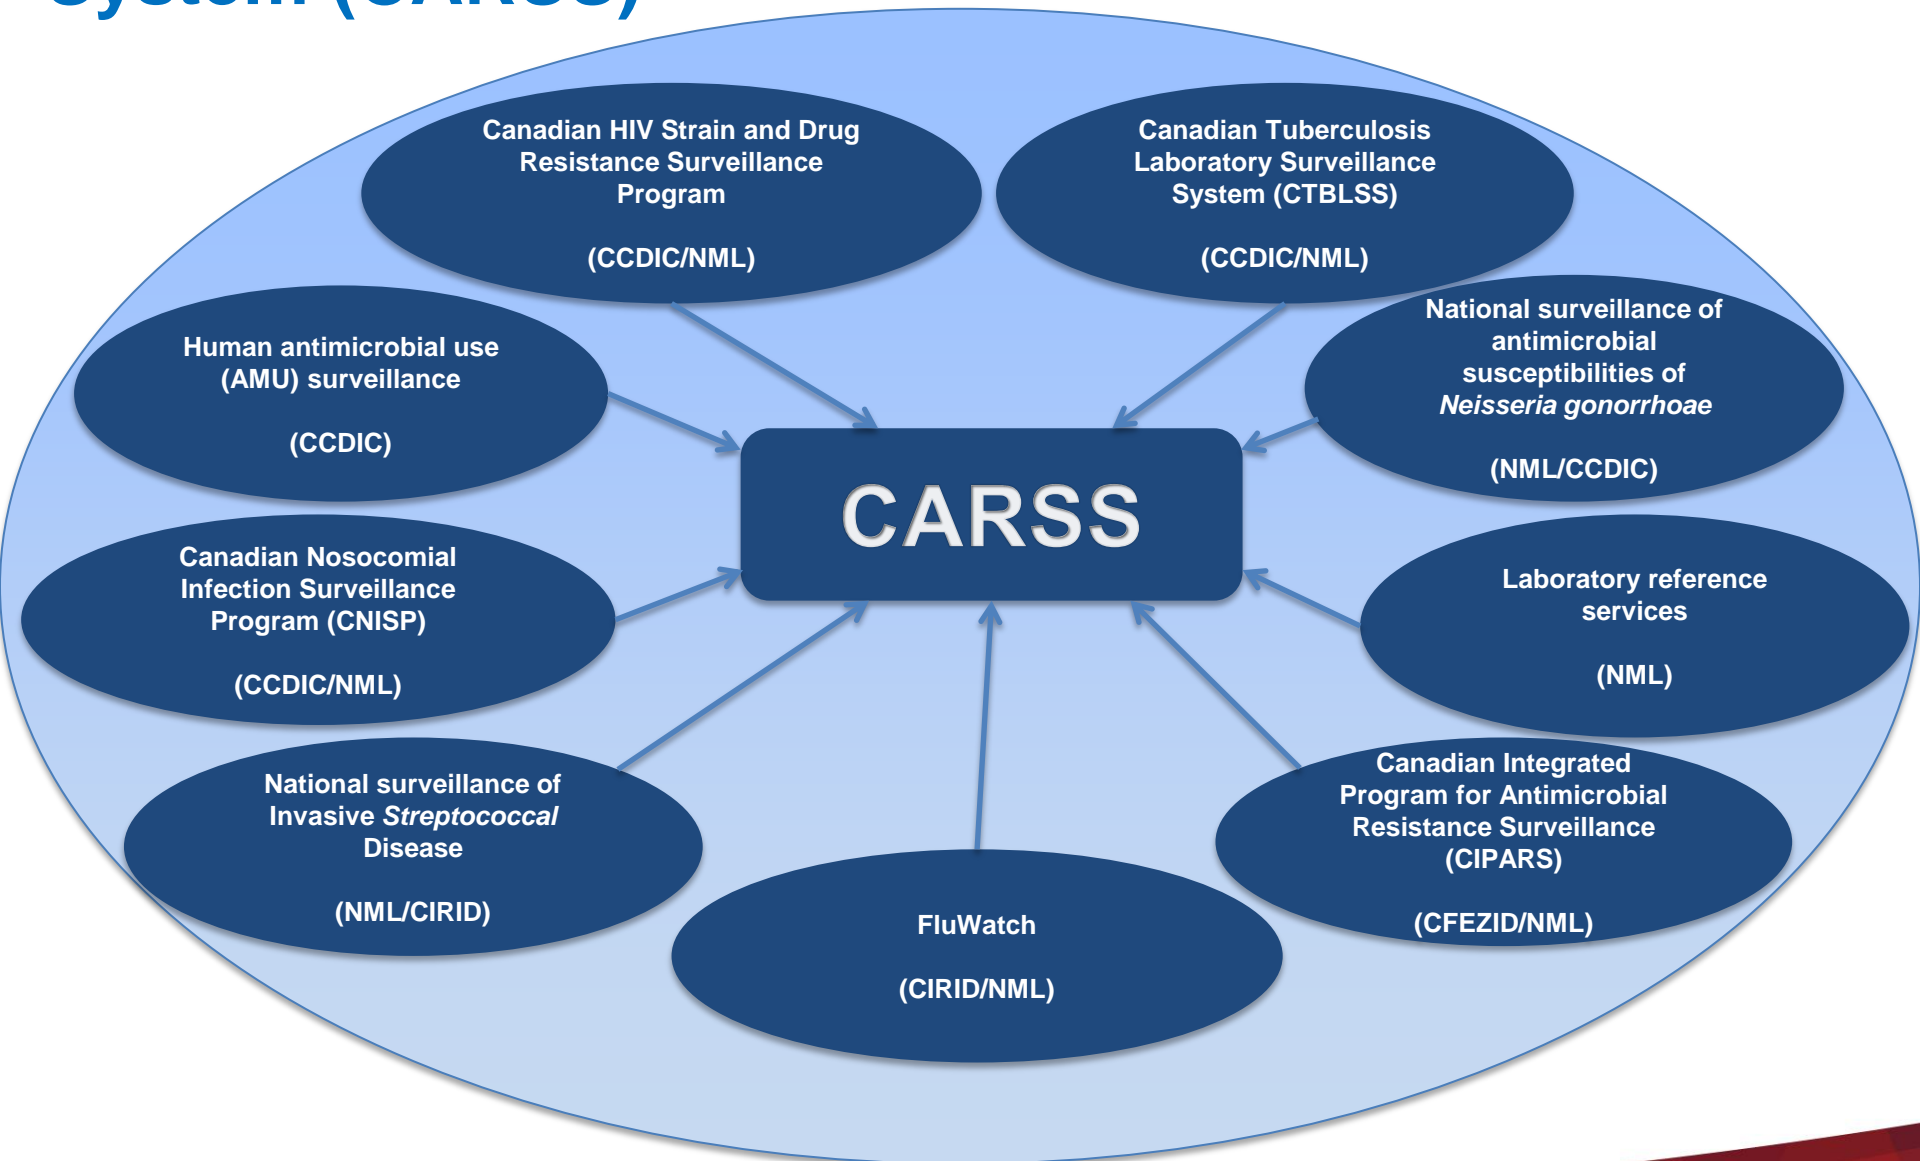 System (CARSS)
Canadian HIV Strain and Drug
Resistance Surveillance
Program
(CCDIC/NML)
Canadian Tuberculosis
Laboratory Surveillance
System (CTBLSS)
(CCDIC/NML)
Human antimicrobial use
(AMU) surveillance
(CCDIC)
National surveillance of
antimicrobial
susceptibilities of
Neisseria gonorrhoae
(NML/CCDIC)
CARSS
Canadian Nosocomial
Infection Surveillance
Program (CNISP)
(CCDIC/NML)
Laboratory reference
services
(NML)
National surveillance of
Invasive Streptococcal
Disease
(NML/CIRID)
FluWatch
(CIRID/NML)
Canadian Integrated
Program for Antimicrobial
Resistance Surveillance
(CIPARS)
(CFEZID/NML)